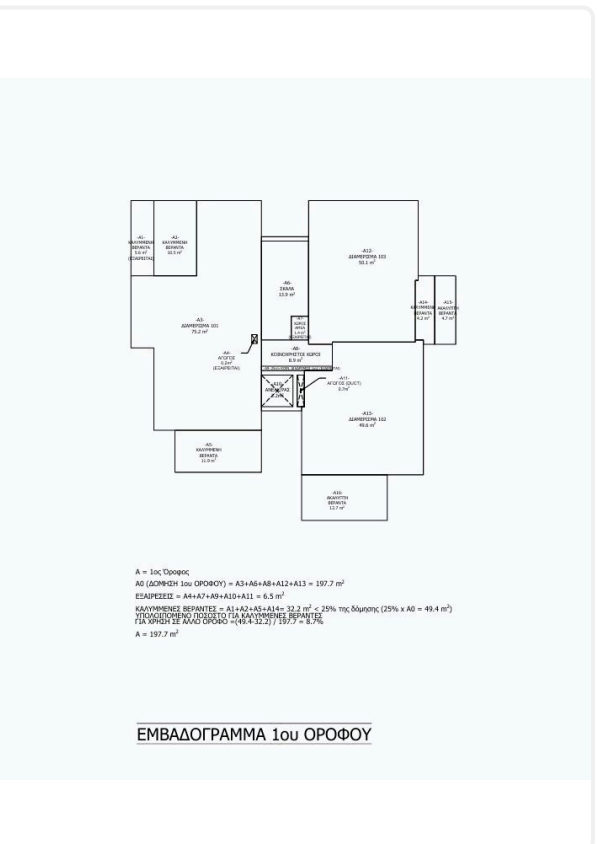 -A1-
ΚΑΛΥΜΜΕΝΗ
ΒΕΡΑΝΤΑ
5.6 m²
(ΕΞΑΙΡΕΙΤΑΙ)
-A2-
ΚΑΛΥΜΜΕΝΗ
ΒΕΡΑΝΤΑ
10.5 m²
-A12-
ΔΙΑΜΕΡΙΣΜΑ 103
50.1 m²
-A6-
ΣΚΑΛΑ
13.9 m²
-A14-
ΚΑΛΥΜΜΕΝΗ
ΒΕΡΑΝΤΑ
4.2 m²
-A15-
ΑΚΑΛΥΠΤΗ
ΒΕΡΑΝΤΑ
4.7 m²
-A3-
ΔΙΑΜΕΡΙΣΜΑ 101
75.2 m²
-A7-
ΧΩΡΟΣ
-A8-
ΚΟΙΝΟΧΡΗΣΤΟΣ ΧΩΡΟΣ
8.9 m²
-A4-
ΑΓΩΓΟΣ
0.2m²
(ΕΞΑΙΡΕΙΤΑΙ)
-A10-
-A11-
ΑΓΩΓΟΣ (DUCT)
-A13-
ΔΙΑΜΕΡΙΣΜΑ 102
49.6 m²
-A5-
ΚΑΛΥΜΜΕΝΗ
ΒΕΡΑΝΤΑ
11.9 m²
ΑΚΑΛΥΠΤΗ
ΒΕΡΑΝΤΑ
12.7 m²
A = 1ος Όροφος
A0 (ΔΟΜΗΣΗ 1ου ΟΡΟΦΟΥ) = A3+A6+A8+A12+A13 = 197.7 m²
ΕΞΑΙΡΕΣΕΙΣ = A4+A7+A9+A10+A11 = 6.5 m²
ΚΑΛΥΜΜΕΝΕΣ ΒΕΡΑΝΤΕΣ = A1+A2+A5+A14= 32.2 m² < 25% της δόμησης (25% x A0 = 49.4 m²)
ΥΠΟΛΟΙΠΟΜΕΝΟ ΠΟΣΟΣΤΟ ΓΙΑ ΚΑΛΥΜΜΕΝΕΣ ΒΕΡΑΝΤΕΣ
ΓΙΑ ΧΡΗΣΗ ΣΕ ΑΛΛΟ ΟΡΟΦΟ =(49.4-32.2) / 197.7 = 8.7%
A = 197.7 m²
ΕΜΒΑΔΟΓΡΑΜΜΑ 1ου ΟΡΟΦΟΥ